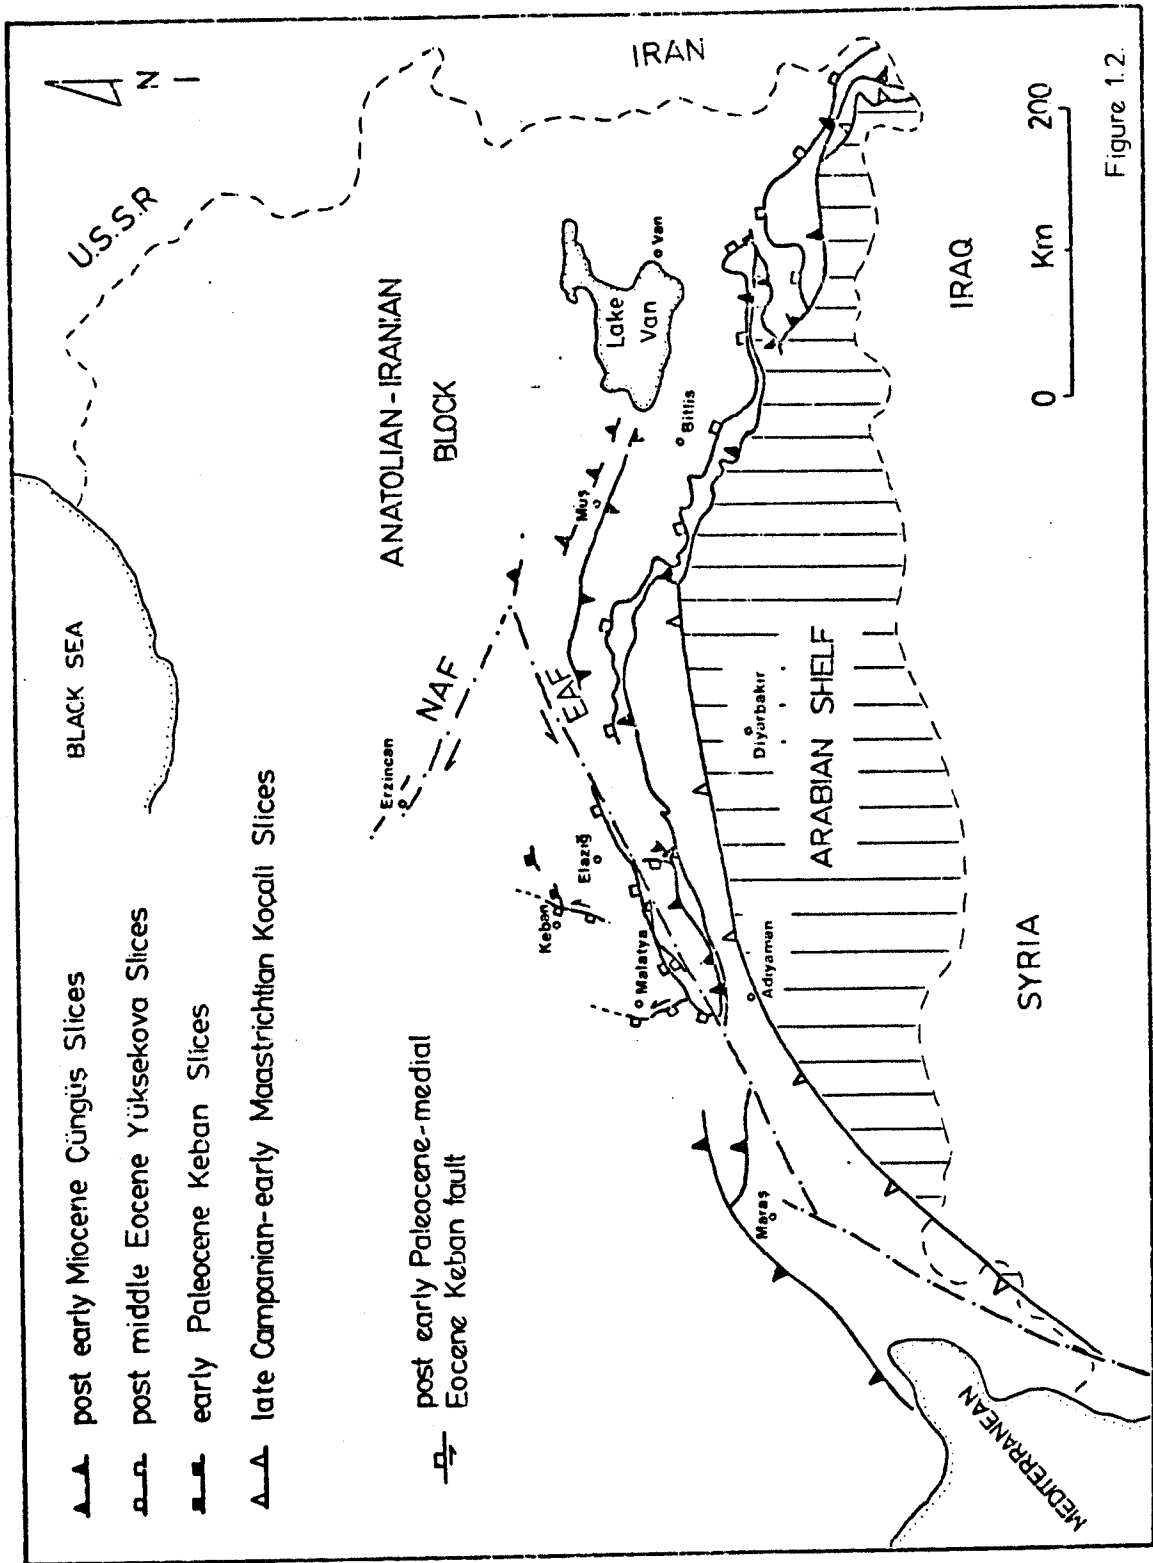 N
U.S.S.R
IRAN
BLACK SEA
ANATOLIAN-IRANIAN
BLOCK
Lake
Van
Van
Bitlis
Muş
NAF
EAF
Erzincan
Elazığ
Keban
Malatya
Diyarbakır
Adıyaman
Maraş
ARABIAN SHELF
IRAQ
SYRIA
MEDITERRANEAN
post early Miocene Çüngüş Slices
post middle Eocene Yüksekova Slices
early Paleocene Keban Slices
late Campanian-early Maastrichtian Koçali Slices
post early Paleocene-medial
Eocene Keban fault
0 Km 200
Figure 1.2.